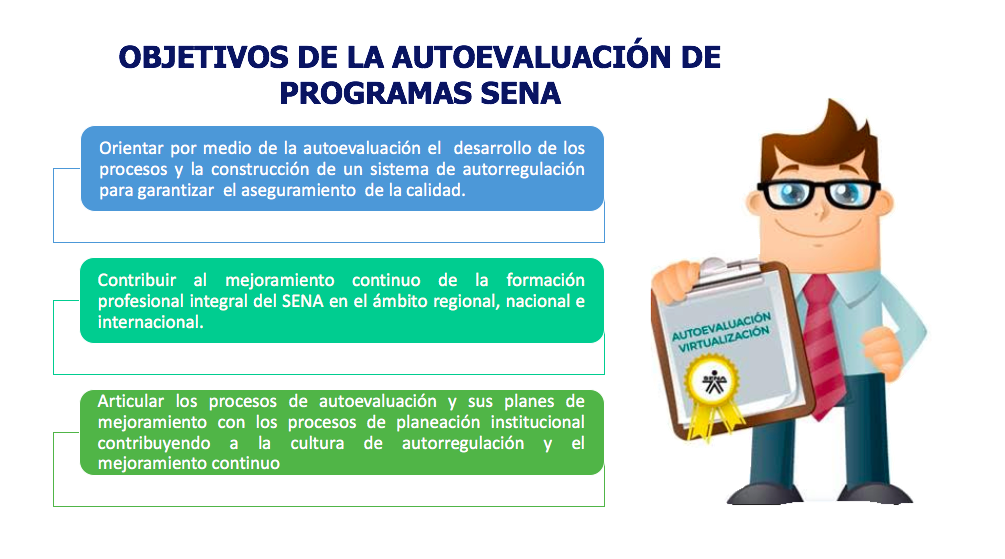 OBJETIVOS DE LA AUTOEVALUACIÓN DE
PROGRAMAS SENA
Orientar por medio de la autoevaluación el desarrollo de los
procesos y la construcción de un sistema de autorregulación
para garantizar el aseguramiento de la calidad.
Contribuir al mejoramiento continuo de la formación
profesional integral del SENA en el ámbito regional, nacional e
internacional.
Articular los procesos de autoevaluación y sus planes de
mejoramiento con los procesos de planeación institucional
contribuyendo a la cultura de autorregulación y el
mejoramiento continuo
AUTOEVALUACIÓN
VIRTUALIZACIÓN
SENA